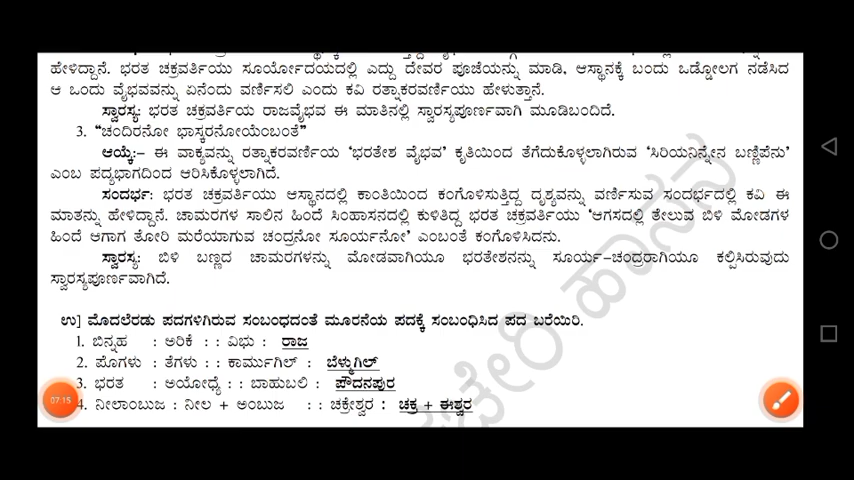 ಹೇಳಿದ್ದಾನೆ. ಭರತ ಚಕ್ರವರ್ತಿಯು ಸೂರ್ಯೋದಯದಲ್ಲಿ ಎದ್ದು ದೇವರ ಪೂಜೆಯನ್ನು ಮಾಡಿ, ಆಸ್ಥಾನಕ್ಕೆ ಬಂದು ಒಡ್ಡೋಲಗ ನಡೆಸಿದ
ಆ ಒಂದು ವೈಭವವನ್ನು ಏನೆಂದು ವರ್ಣಿಸಲಿ ಎಂದು ಕವಿ ರತ್ನಾಕರವರ್ಣಿಯು ಹೇಳುತ್ತಾನೆ.
ಸ್ವಾರಸ್ಯ: ಭರತ ಚಕ್ರವರ್ತಿಯ ರಾಜವೈಭವ ಈ ಮಾತಿನಲ್ಲಿ ಸ್ವಾರಸ್ಯಪೂರ್ಣವಾಗಿ ಮೂಡಿಬಂದಿದೆ.
3. “ಚಂದಿರನೋ ಭಾಸ್ಕರನೋಯೆಂಬಂತೆ”
ಆಯ್ಕೆ:– ಈ ವಾಕ್ಯವನ್ನು ರತ್ನಾಕರವರ್ಣಿಯ ‘ಭರತೇಶ ವೈಭವ’ ಕೃತಿಯಿಂದ ತೆಗೆದುಕೊಳ್ಳಲಾಗಿರುವ ‘ಸಿರಿಯನಿನ್ನೇನ ಬಣ್ಣಿಪೆನು’
ಎಂಬ ಪದ್ಯಭಾಗದಿಂದ ಆರಿಸಿಕೊಳ್ಳಲಾಗಿದೆ.
ಸಂದರ್ಭ: ಭರತ ಚಕ್ರವರ್ತಿಯು ಆಸ್ಥಾನದಲ್ಲಿ ಕಾಂತಿಯಿಂದ ಕಂಗೊಳಿಸುತ್ತಿದ್ದ ದೃಶ್ಯವನ್ನು ವರ್ಣಿಸುವ ಸಂದರ್ಭದಲ್ಲಿ ಕವಿ ಈ
ಮಾತನ್ನು ಹೇಳಿದ್ದಾನೆ. ಚಾಮರಗಳ ಸಾಲಿನ ಹಿಂದೆ ಸಿಂಹಾಸನದಲ್ಲಿ ಕುಳಿತಿದ್ದ ಭರತ ಚಕ್ರವರ್ತಿಯು ‘ಆಗಸದಲ್ಲಿ ತೇಲುವ ಬಿಳಿ ಮೋಡಗಳ
ಹಿಂದೆ ಆಗಾಗ ತೋರಿ ಮರೆಯಾಗುವ ಚಂದ್ರನೋ ಸೂರ್ಯನೋ’ ಎಂಬಂತೆ ಕಂಗೊಳಿಸಿದನು.
ಸ್ವಾರಸ್ಯ: ಬಿಳಿ ಬಣ್ಣದ ಚಾಮರಗಳನ್ನು ಮೋಡವಾಗಿಯೂ ಭರತೇಶನನ್ನು ಸೂರ್ಯ–ಚಂದ್ರರಾಗಿಯೂ ಕಲ್ಪಿಸಿರುವುದು
ಸ್ವಾರಸ್ಯಪೂರ್ಣವಾಗಿದೆ.
ಉ] ಮೊದಲೆರಡು ಪದಗಳಿಗಿರುವ ಸಂಬಂಧದಂತೆ ಮೂರನೆಯ ಪದಕ್ಕೆ ಸಂಬಂಧಿಸಿದ ಪದ ಬರೆಯಿರಿ.
1. ಬಿನ್ನಹ : ಅರಿಕೆ : : ವಿಭು : ರಾಜ
2. ಪೊಗಳು : ತೆಗಳು : : ಕಾರ್ಮುಗಿಲ್ : ಬೆಳ್ಮುಗಿಲ್
3. ಭರತ : ಅಯೋಧ್ಯೆ : : ಬಾಹುಬಲಿ : ಪೌದನಪುರ
4. ನೀಲಾಂಬುಜ : ನೀಲ + ಅಂಬುಜ : : ಚಕ್ರೇಶ್ವರ : ಚಕ್ರ + ಈಶ್ವರ
07:15